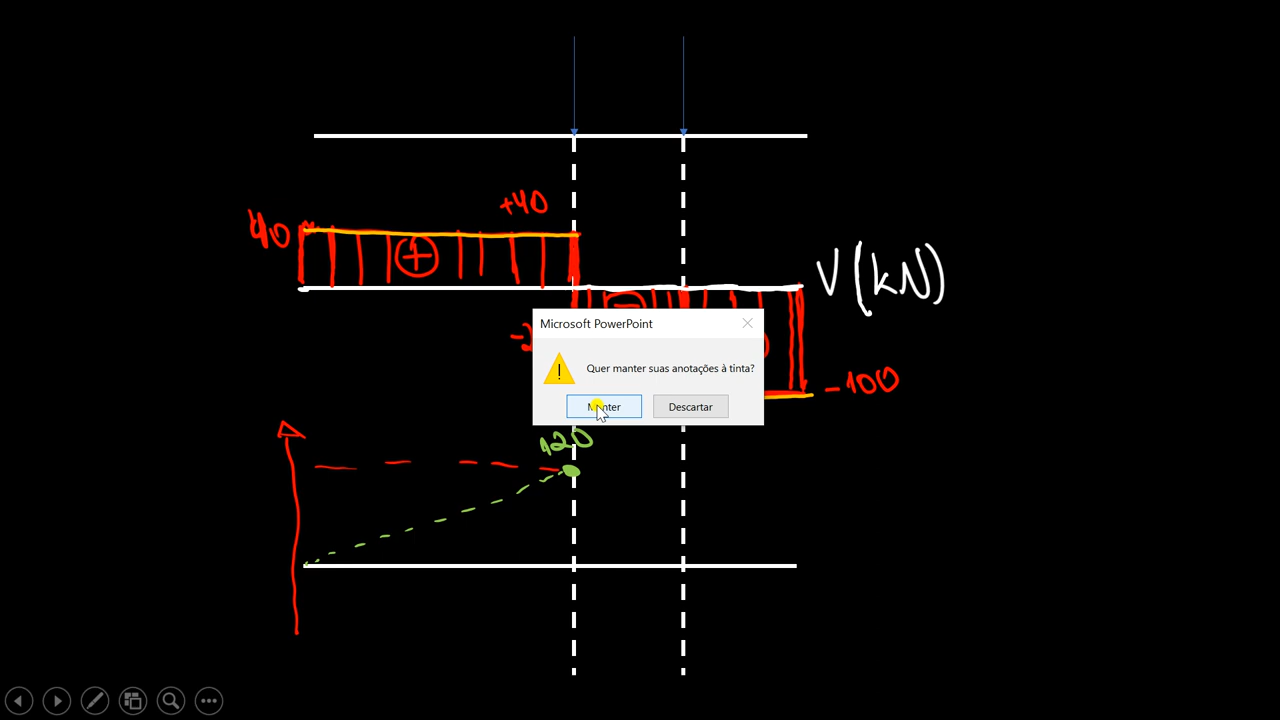 +40
40
+
V(kN)
Microsoft PowerPoint
Quer manter suas anotações à tinta?
Manter
Descartar
-100
120